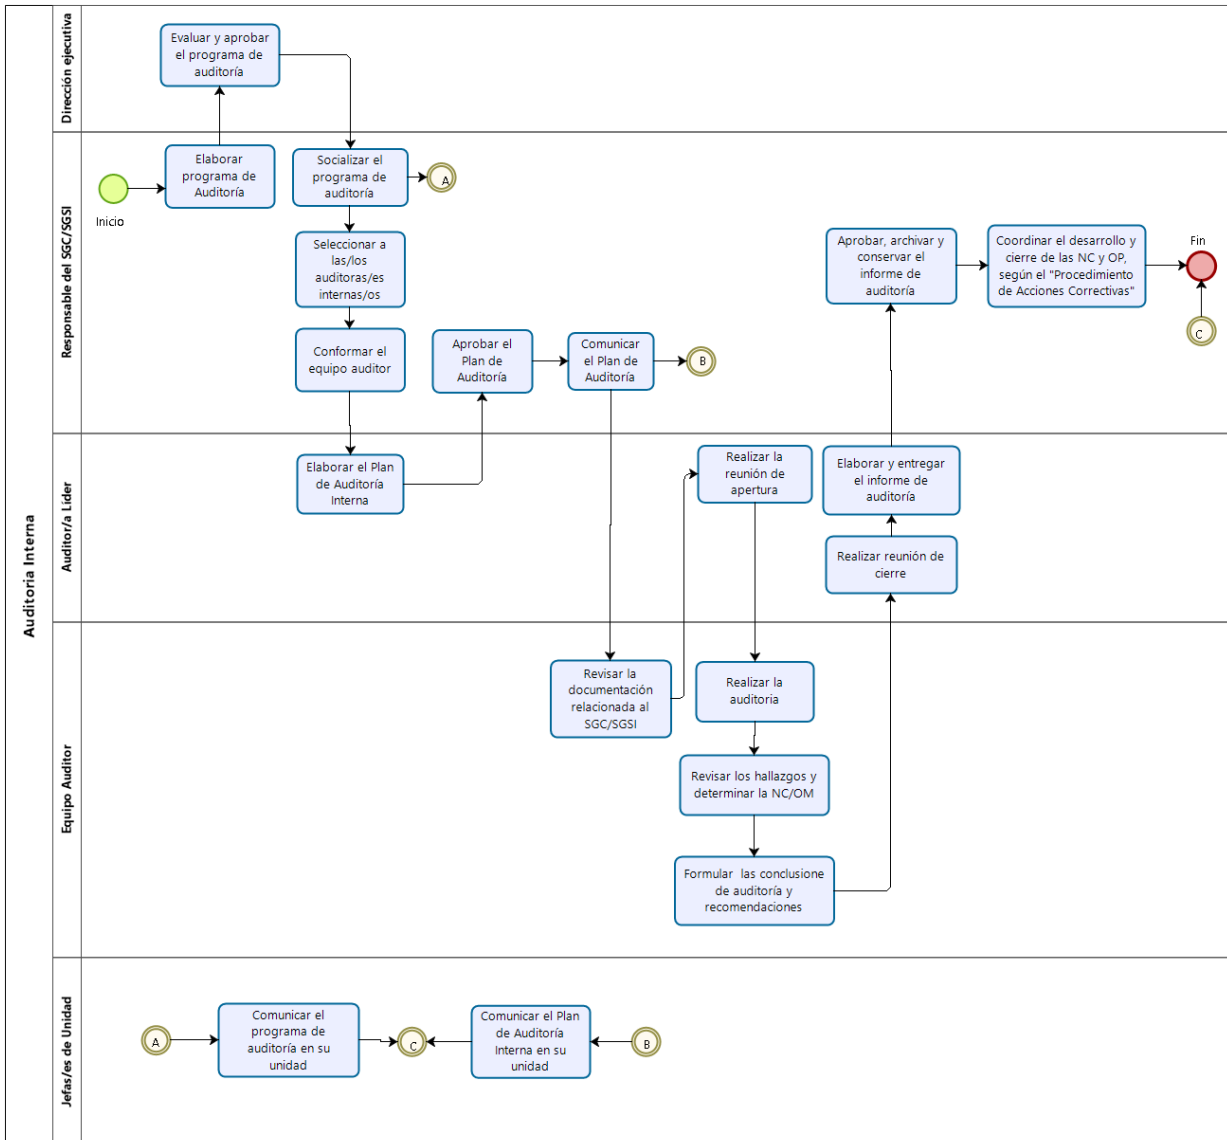 Auditoria Interna
Dirección ejecutiva
Evaluar y aprobar
el programa de
auditoría
Responsable del SGC/SGSI
Inicio
Elaborar
programa de
Auditoría
Socializar el
programa de
auditoría
A
Seleccionar a
las/los
auditoras/es
internas/os
Conformar el
equipo auditor
Aprobar el
Plan de
Auditoría
Comunicar
el Plan de
Auditoría
B
Aprobar, archivar y
conservar el
informe de
auditoría
Coordinar el desarrollo y
cierre de las NC y OP,
según el "Procedimiento
de Acciones Correctivas"
Fin
C
Auditor/a Líder
Elaborar el Plan
de Auditoría
Interna
Realizar la
reunión de
apertura
Elaborar y entregar
el informe de
auditoría
Realizar reunión de
cierre
Equipo Auditor
Revisar la
documentación
relacionada al
SGC/SGSI
Realizar la
auditoria
Revisar los hallazgos y
determinar la NC/OM
Formular  las conclusione
de auditoría y
recomendaciones
Jefas/es de Unidad
A
Comunicar el
programa de
auditoría en su
unidad
C
Comunicar el Plan
de Auditoría
Interna en su
unidad
B